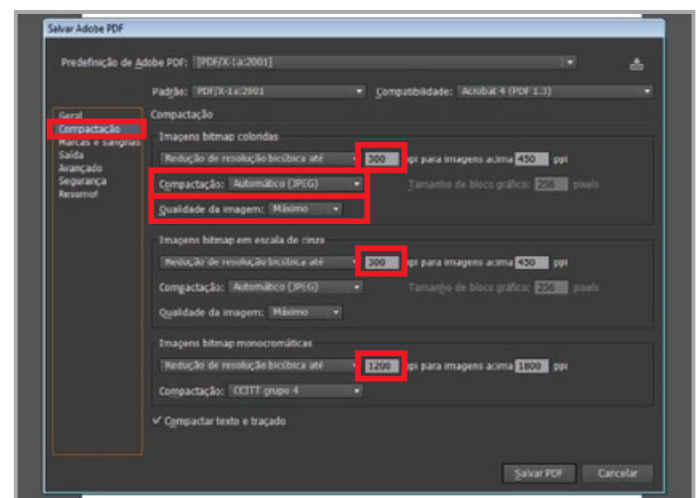 Salvar Adobe PDF
Predefinição de Adobe PDF: [PDF/X-1a:2001]
Padrão: PDF/X-1a:2001 Compatibilidade: Acrobat 4 (PDF 1.3)
Geral
Compactação
Marcas e sangrias
Saída
Avançado
Segurança
Resumo!
Compactação
Imagens bitmap coloridas
Redução de resolução bicúbica até 300 ppi para imagens acima 450 ppi
Compactação: Automático (JPEG) Tamanho de bloco gráfico: 256 pixels
Qualidade da imagem: Máximo
Imagens bitmap em escala de cinza
Redução de resolução bicúbica até 300 ppi para imagens acima 450 ppi
Compactação: Automático (JPEG) Tamanho de bloco gráfico: 256 pixels
Qualidade da imagem: Máximo
Imagens bitmap monocromáticas
Redução de resolução bicúbica até 1200 ppi para imagens acima 1800 ppi
Compactação: CCITT grupo 4
Compactar texto e traçado
Salvar PDF Cancelar